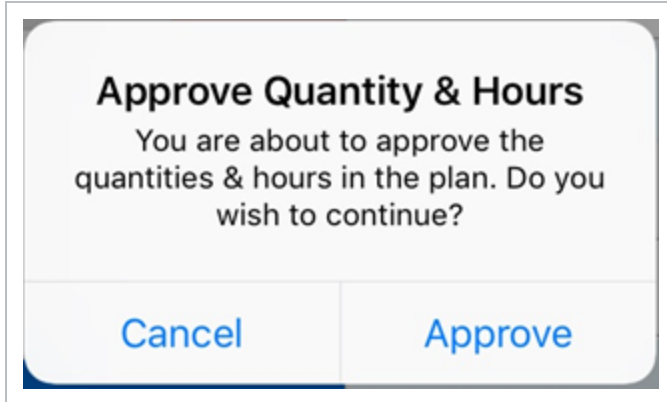 Approve Quantity & Hours
You are about to approve the
quantities & hours in the plan. Do you
wish to continue?
Cancel
Approve